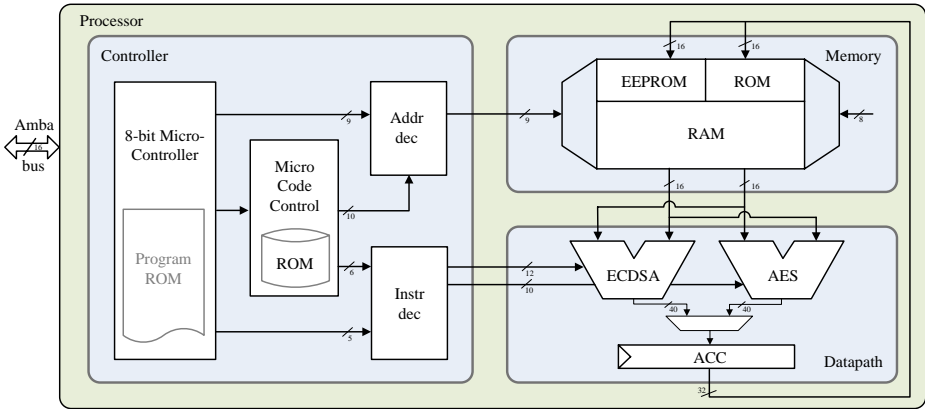 Processor
Controller
Memory
16
16
EEPROM
ROM
RAM
Amba
16
bus
8-bit Micro-
Controller
9
Addr
dec
9
8
Micro
Code
Control
10
ROM
6
Program
ROM
5
Instr
dec
12
10
16
16
ECDSA
AES
40
40
ACC
Datapath
32